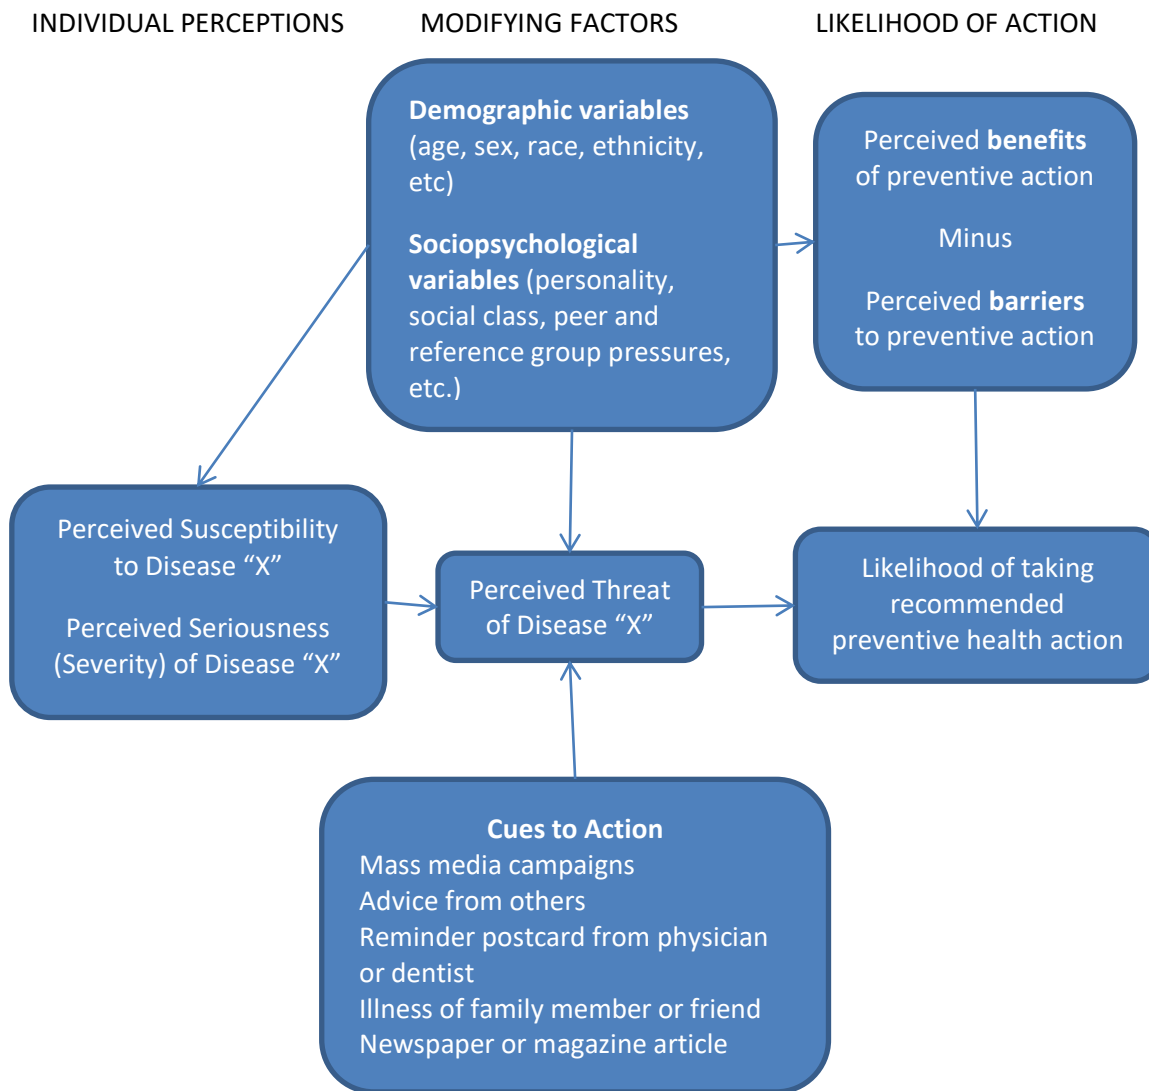 INDIVIDUAL PERCEPTIONS
MODIFYING FACTORS
LIKELIHOOD OF ACTION
Demographic variables
(age, sex, race, ethnicity,
etc)
Sociopsychological
variables (personality,
social class, peer and
reference group pressures,
etc.)
Perceived benefits
of preventive action
Minus
Perceived barriers
to preventive action
Perceived Susceptibility
to Disease “X”
Perceived Seriousness
(Severity) of Disease “X”
Perceived Threat
of Disease “X”
Likelihood of taking
recommended
preventive health action
Cues to Action
Mass media campaigns
Advice from others
Reminder postcard from physician
or dentist
Illness of family member or friend
Newspaper or magazine article